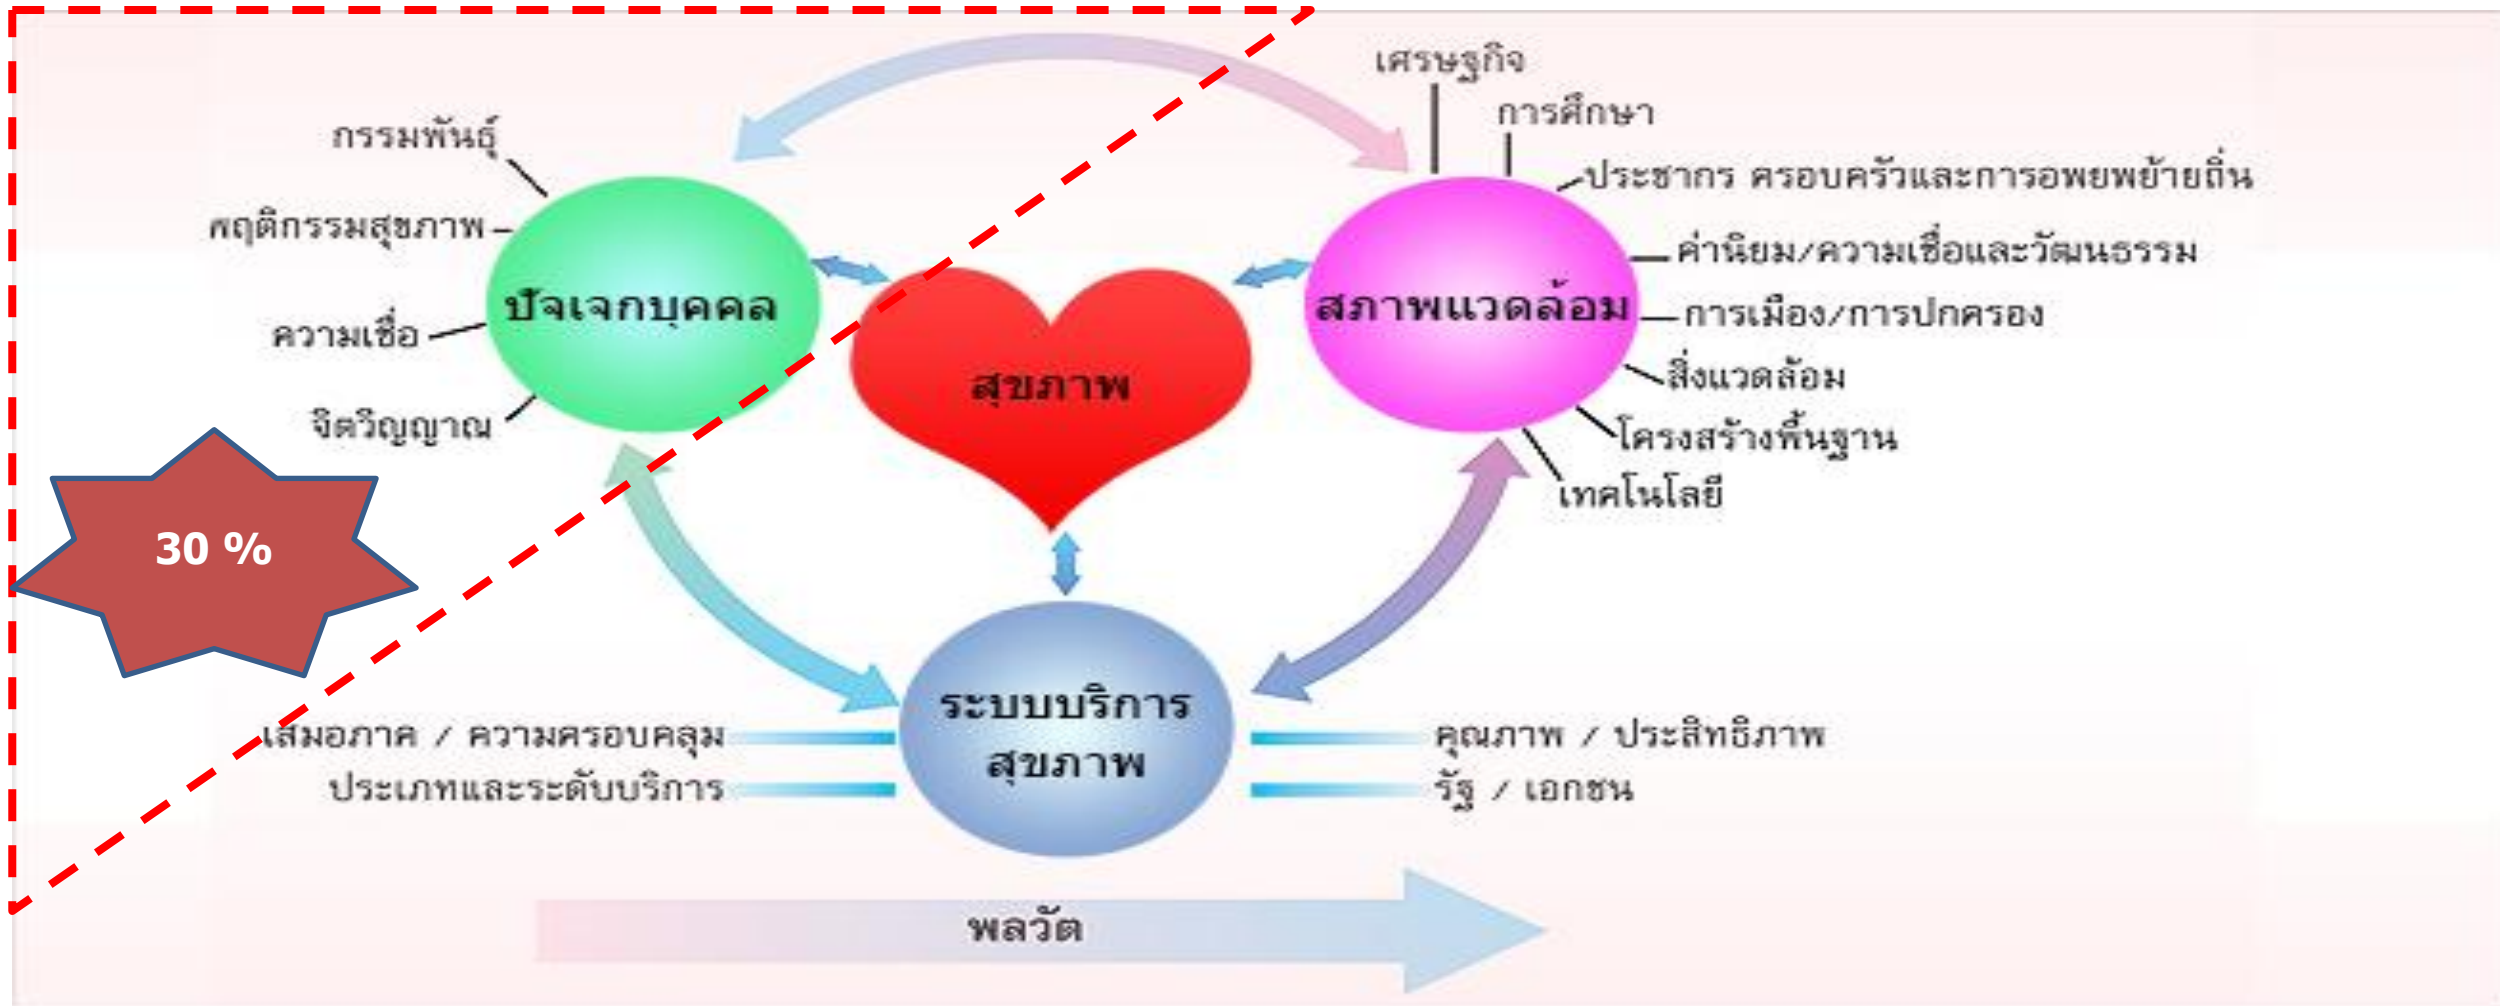 เศรษฐกิจ
การศึกษา
กรรมพันธุ์
ประชากร ครอบครัวและการอพยพย้ายถิ่น
พฤติกรรมสุขภาพ
ค่านิยม/ความเชื่อและวัฒนธรรม
ปัจเจกบุคคล
สภาพแวดล้อม
การเมือง/การปกครอง
ความเชื่อ
สุขภาพ
สิ่งแวดล้อม
จิตวิญญาณ
โครงสร้างพื้นฐาน
เทคโนโลยี
30 %
ระบบบริการ
สุขภาพ
เสมอภาค / ความครอบคลุม
คุณภาพ / ประสิทธิภาพ
ประเภทและระดับบริการ
รัฐ / เอกชน
พลวัต